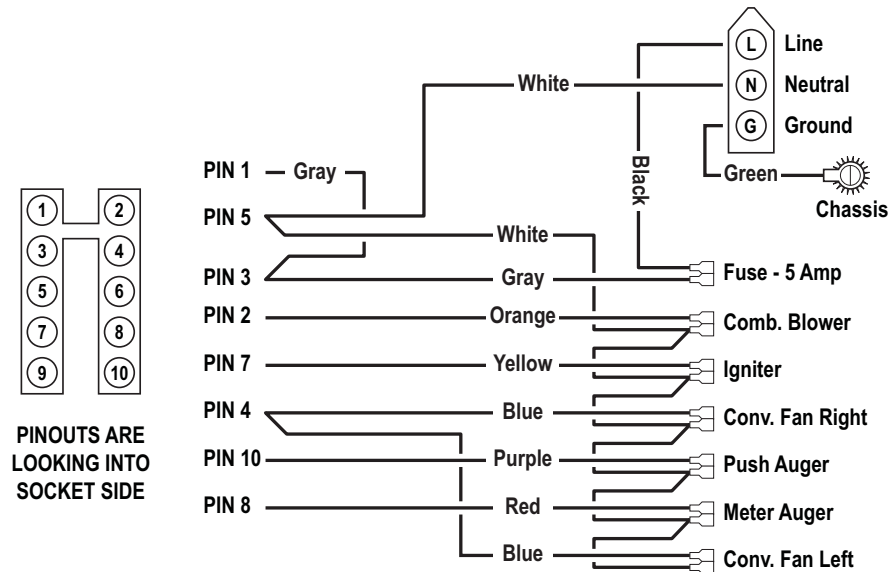 L Line
White N Neutral
G Ground
PIN 1 Gray
Black
Green
Chassis
1 2
PIN 5
White
3 4
PIN 3 Gray Fuse - 5 Amp
5 6
PIN 2 Orange Comb. Blower
7 8
PIN 7 Yellow Igniter
9 10
PIN 4 Blue Conv. Fan Right
PINOUTS ARE
LOOKING INTO
SOCKET SIDE
PIN 10 Purple Push Auger
PIN 8 Red Meter Auger
Blue Conv. Fan Left